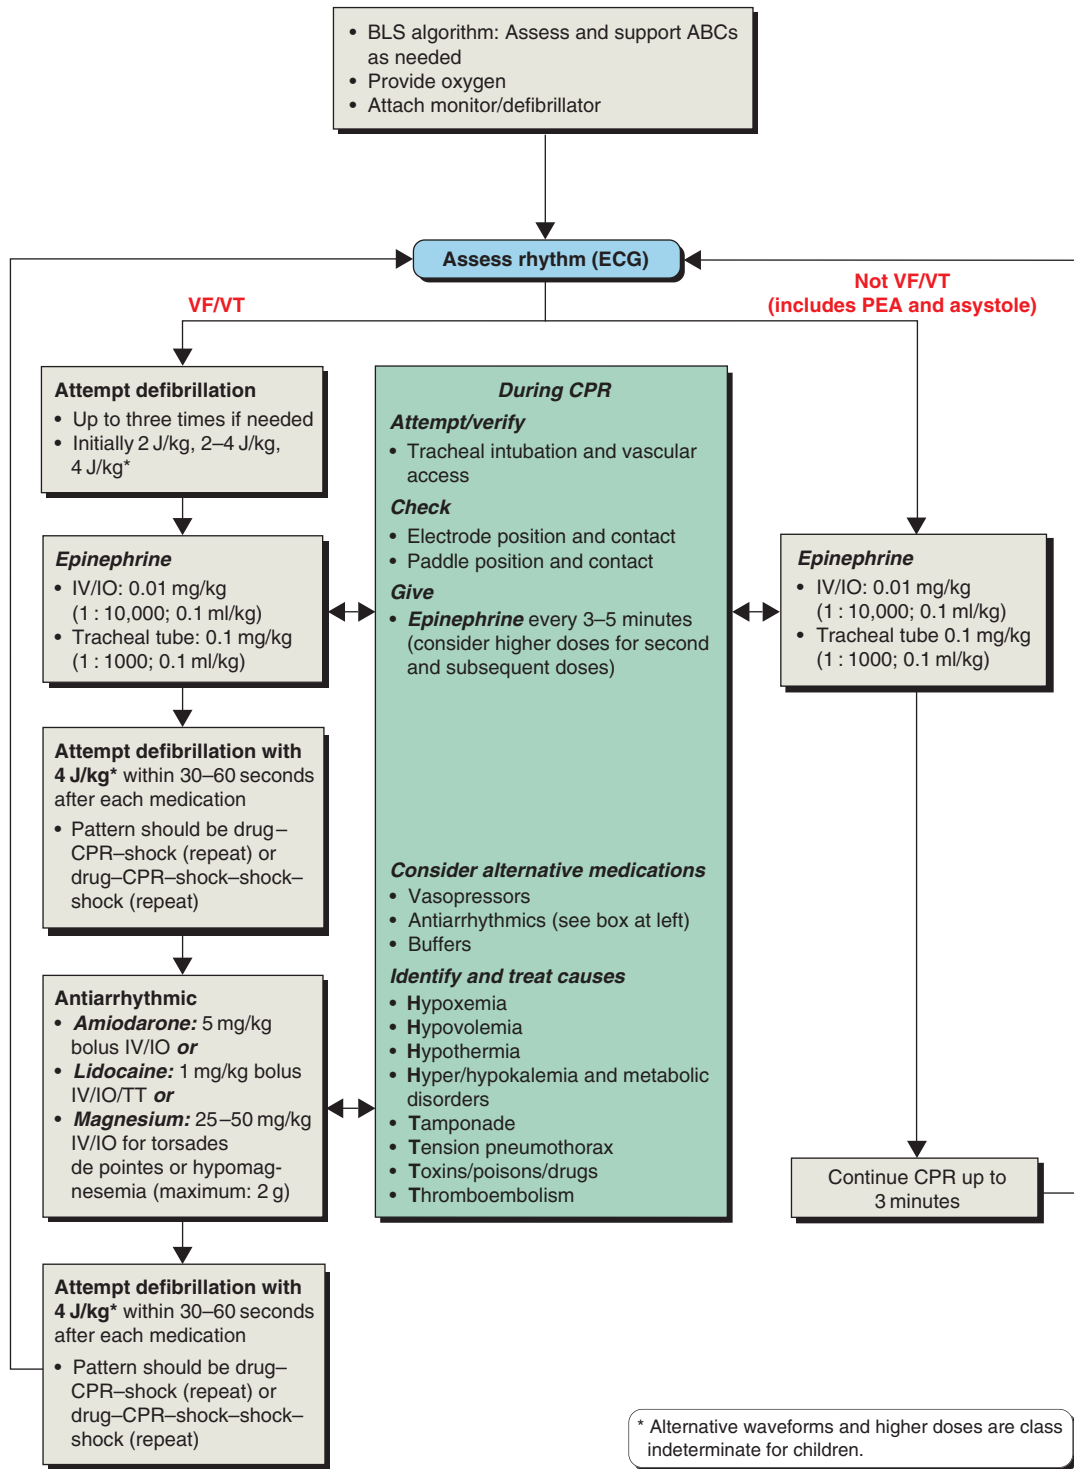 • BLS algorithm: Assess and support ABCs
as needed
• Provide oxygen
• Attach monitor/defibrillator
Assess rhythm (ECG)
VF/VT
Not VF/VT
(includes PEA and asystole)
Attempt defibrillation
• Up to three times if needed
• Initially 2 J/kg, 2–4 J/kg,
4 J/kg*
Epinephrine
• IV/IO: 0.01 mg/kg
(1 : 10,000; 0.1 ml/kg)
• Tracheal tube: 0.1 mg/kg
(1 : 1000; 0.1 ml/kg)
Attempt defibrillation with
4 J/kg* within 30–60 seconds
after each medication
• Pattern should be drug–
CPR–shock (repeat) or
drug–CPR–shock–shock–
shock (repeat)
Antiarrhythmic
• Amiodarone: 5 mg/kg
bolus IV/IO or
• Lidocaine: 1 mg/kg bolus
IV/IO/TT or
• Magnesium: 25–50 mg/kg
IV/IO for torsades
de pointes or hypomag-
nesemia (maximum: 2 g)
Attempt defibrillation with
4 J/kg* within 30–60 seconds
after each medication
• Pattern should be drug–
CPR–shock (repeat) or
drug–CPR–shock–shock–
shock (repeat)
During CPR
Attempt/verify
• Tracheal intubation and vascular
access
Check
• Electrode position and contact
• Paddle position and contact
Give
• Epinephrine every 3–5 minutes
(consider higher doses for second
and subsequent doses)
Consider alternative medications
• Vasopressors
• Antiarrhythmics (see box at left)
• Buffers
Identify and treat causes
• Hypoxemia
• Hypovolemia
• Hypothermia
• Hyper/hypokalemia and metabolic
disorders
• Tamponade
• Tension pneumothorax
• Toxins/poisons/drugs
• Thromboembolism
Epinephrine
• IV/IO: 0.01 mg/kg
(1 : 10,000; 0.1 ml/kg)
• Tracheal tube 0.1 mg/kg
(1 : 1000; 0.1 ml/kg)
Continue CPR up to
3 minutes
* Alternative waveforms and higher doses are class
indeterminate for children.